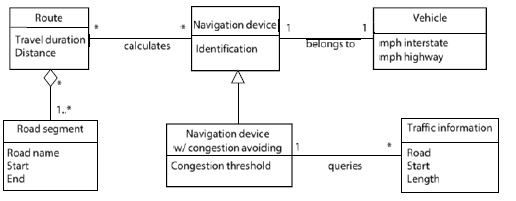 Route
Travel duration
Distance
*
*
calculates
Navigation device
Identification
1
1
belongs to
Vehicle
mph interstate
mph highway
*
1..*
Road segment
Road name
Start
End
Navigation device
w/ congestion avoiding
Congestion threshold
1
*
queries
Traffic information
Road
Start
Length